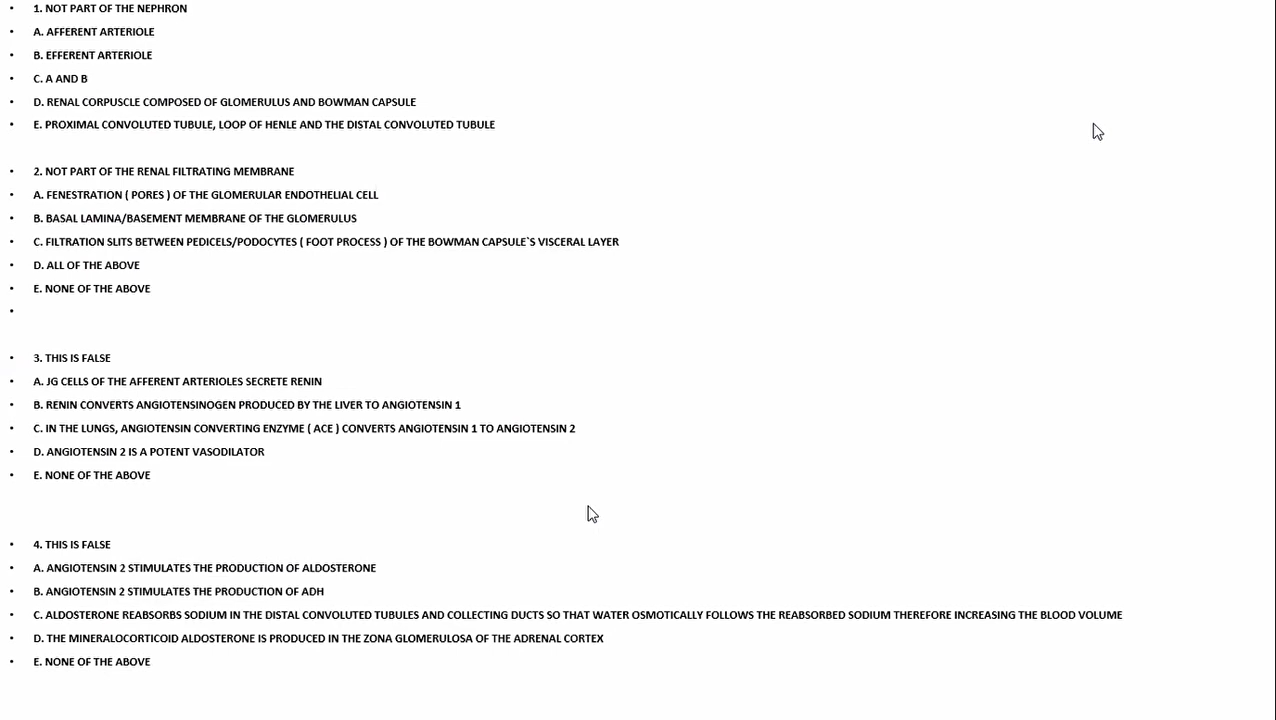 • 1. NOT PART OF THE NEPHRON
• A. AFFERENT ARTERIOLE
• B. EFFERENT ARTERIOLE
• C. A AND B
• D. RENAL CORPUSCLE COMPOSED OF GLOMERULUS AND BOWMAN CAPSULE
• E. PROXIMAL CONVOLUTED TUBULE, LOOP OF HENLE AND THE DISTAL CONVOLUTED TUBULE
• 2. NOT PART OF THE RENAL FILTRATING MEMBRANE
• A. FENESTRATION ( PORES ) OF THE GLOMERULAR ENDOTHELIAL CELL
• B. BASAL LAMINA/BASEMENT MEMBRANE OF THE GLOMERULUS
• C. FILTRATION SLITS BETWEEN PEDICELS/PODOCYTES ( FOOT PROCESS ) OF THE BOWMAN CAPSULE`S VISCERAL LAYER
• D. ALL OF THE ABOVE
• E. NONE OF THE ABOVE
•
• 3. THIS IS FALSE
• A. JG CELLS OF THE AFFERENT ARTERIOLES SECRETE RENIN
• B. RENIN CONVERTS ANGIOTENSINOGEN PRODUCED BY THE LIVER TO ANGIOTENSIN 1
• C. IN THE LUNGS, ANGIOTENSIN CONVERTING ENZYME ( ACE ) CONVERTS ANGIOTENSIN 1 TO ANGIOTENSIN 2
• D. ANGIOTENSIN 2 IS A POTENT VASODILATOR
• E. NONE OF THE ABOVE
• 4. THIS IS FALSE
• A. ANGIOTENSIN 2 STIMULATES THE PRODUCTION OF ALDOSTERONE
• B. ANGIOTENSIN 2 STIMULATES THE PRODUCTION OF ADH
• C. ALDOSTERONE REABSORBS SODIUM IN THE DISTAL CONVOLUTED TUBULES AND COLLECTING DUCTS SO THAT WATER OSMOTICALLY FOLLOWS THE REABSORBED SODIUM THEREFORE INCREASING THE BLOOD VOLUME
• D. THE MINERALOCORTICOID ALDOSTERONE IS PRODUCED IN THE ZONA GLOMERULOSA OF THE ADRENAL CORTEX
• E. NONE OF THE ABOVE